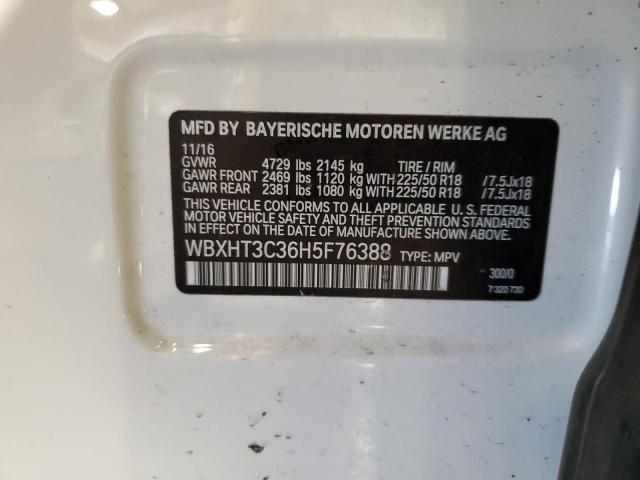 MFD BY BAYERISCHE MOTOREN WERKE AG
11/16
GVWR 4729 lbs 2145 kg TIRE / RIM
GAWR FRONT 2469 lbs 1120 kg WITH 225/50 R18 /7.5Jx18
GAWR REAR 2381 lbs 1080 kg WITH 225/50 R18 /7.5Jx18
THIS VEHICLE CONFORMS TO ALL APPLICABLE U. S. FEDERAL
MOTOR VEHICLE SAFETY, AND THEFT PREVENTION STANDARDS
IN EFFECT ON THE DATE OF MANUFACTURE SHOWN ABOVE.
WBXHT3C36H5F76388 TYPE: MPV
300/0
7 320 730